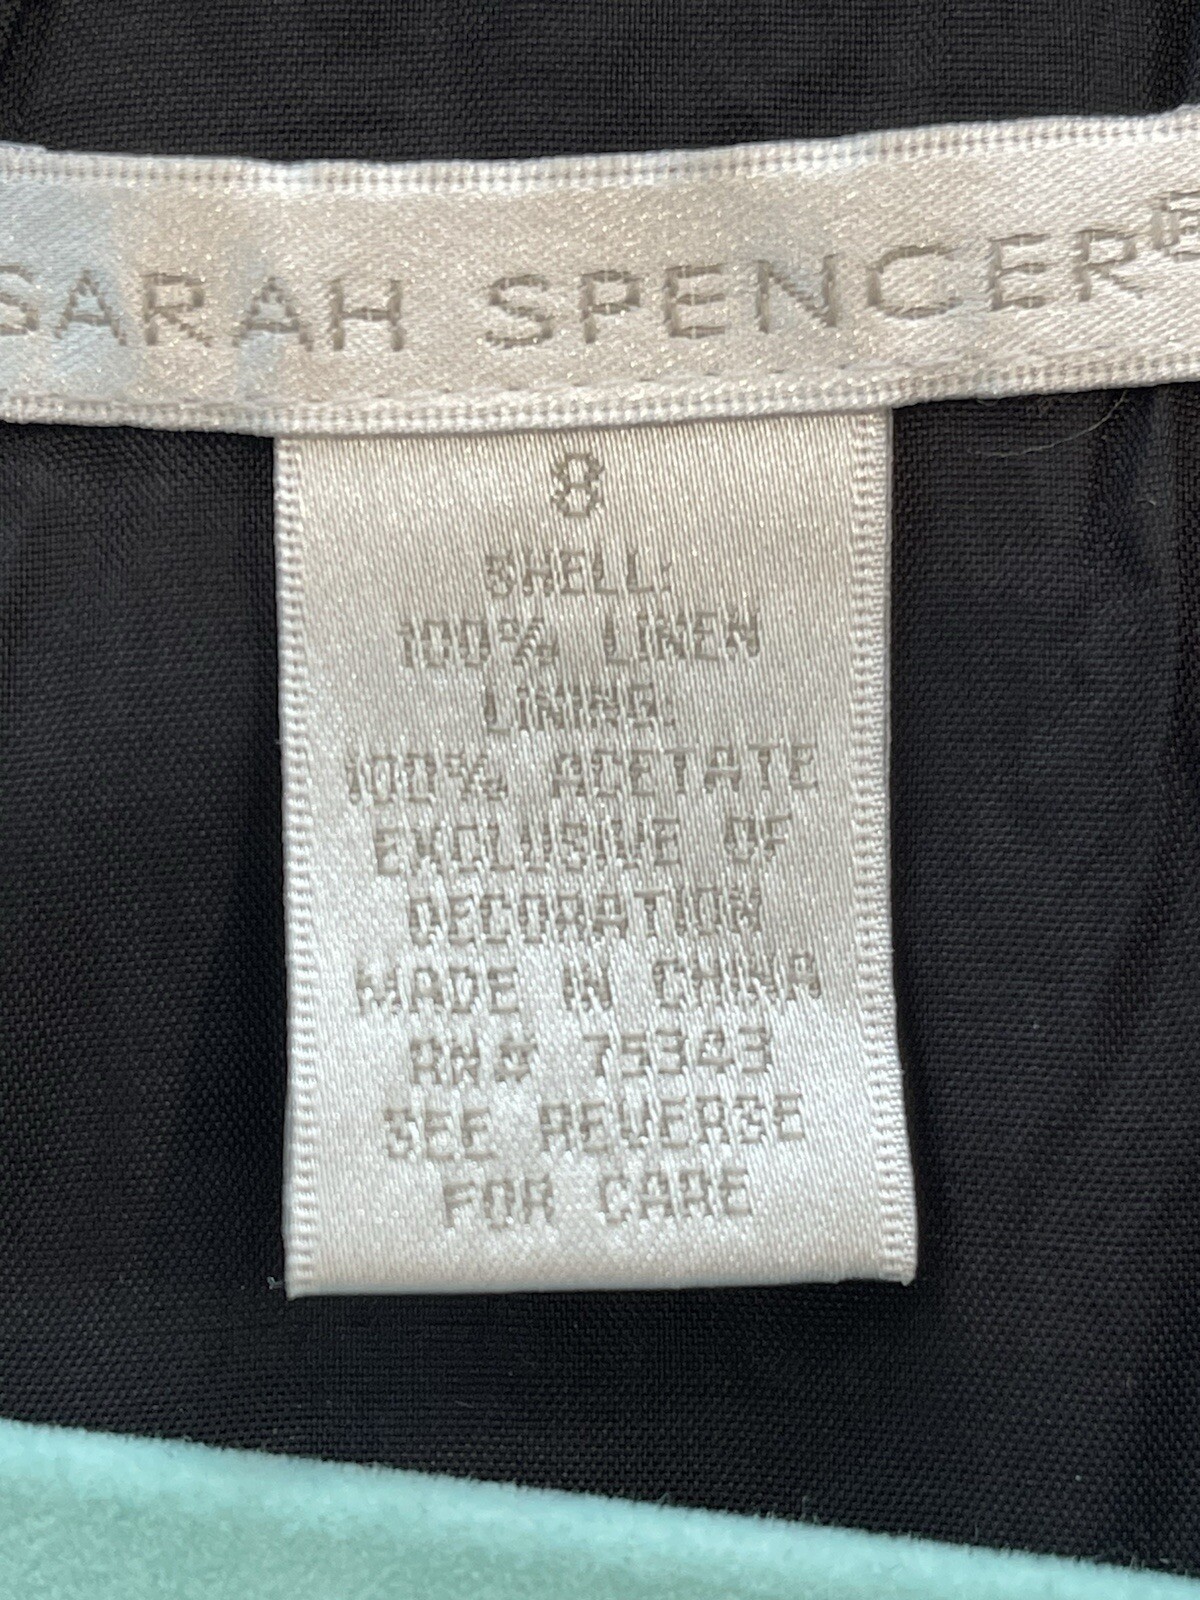 SARAH SPENCER®
8
SHELL:
100% LINEN
LINING:
100% ACETATE
EXCLUSIVE OF
DECORATION
MADE IN CHINA
RN# 75343
SEE REVERSE
FOR CARE